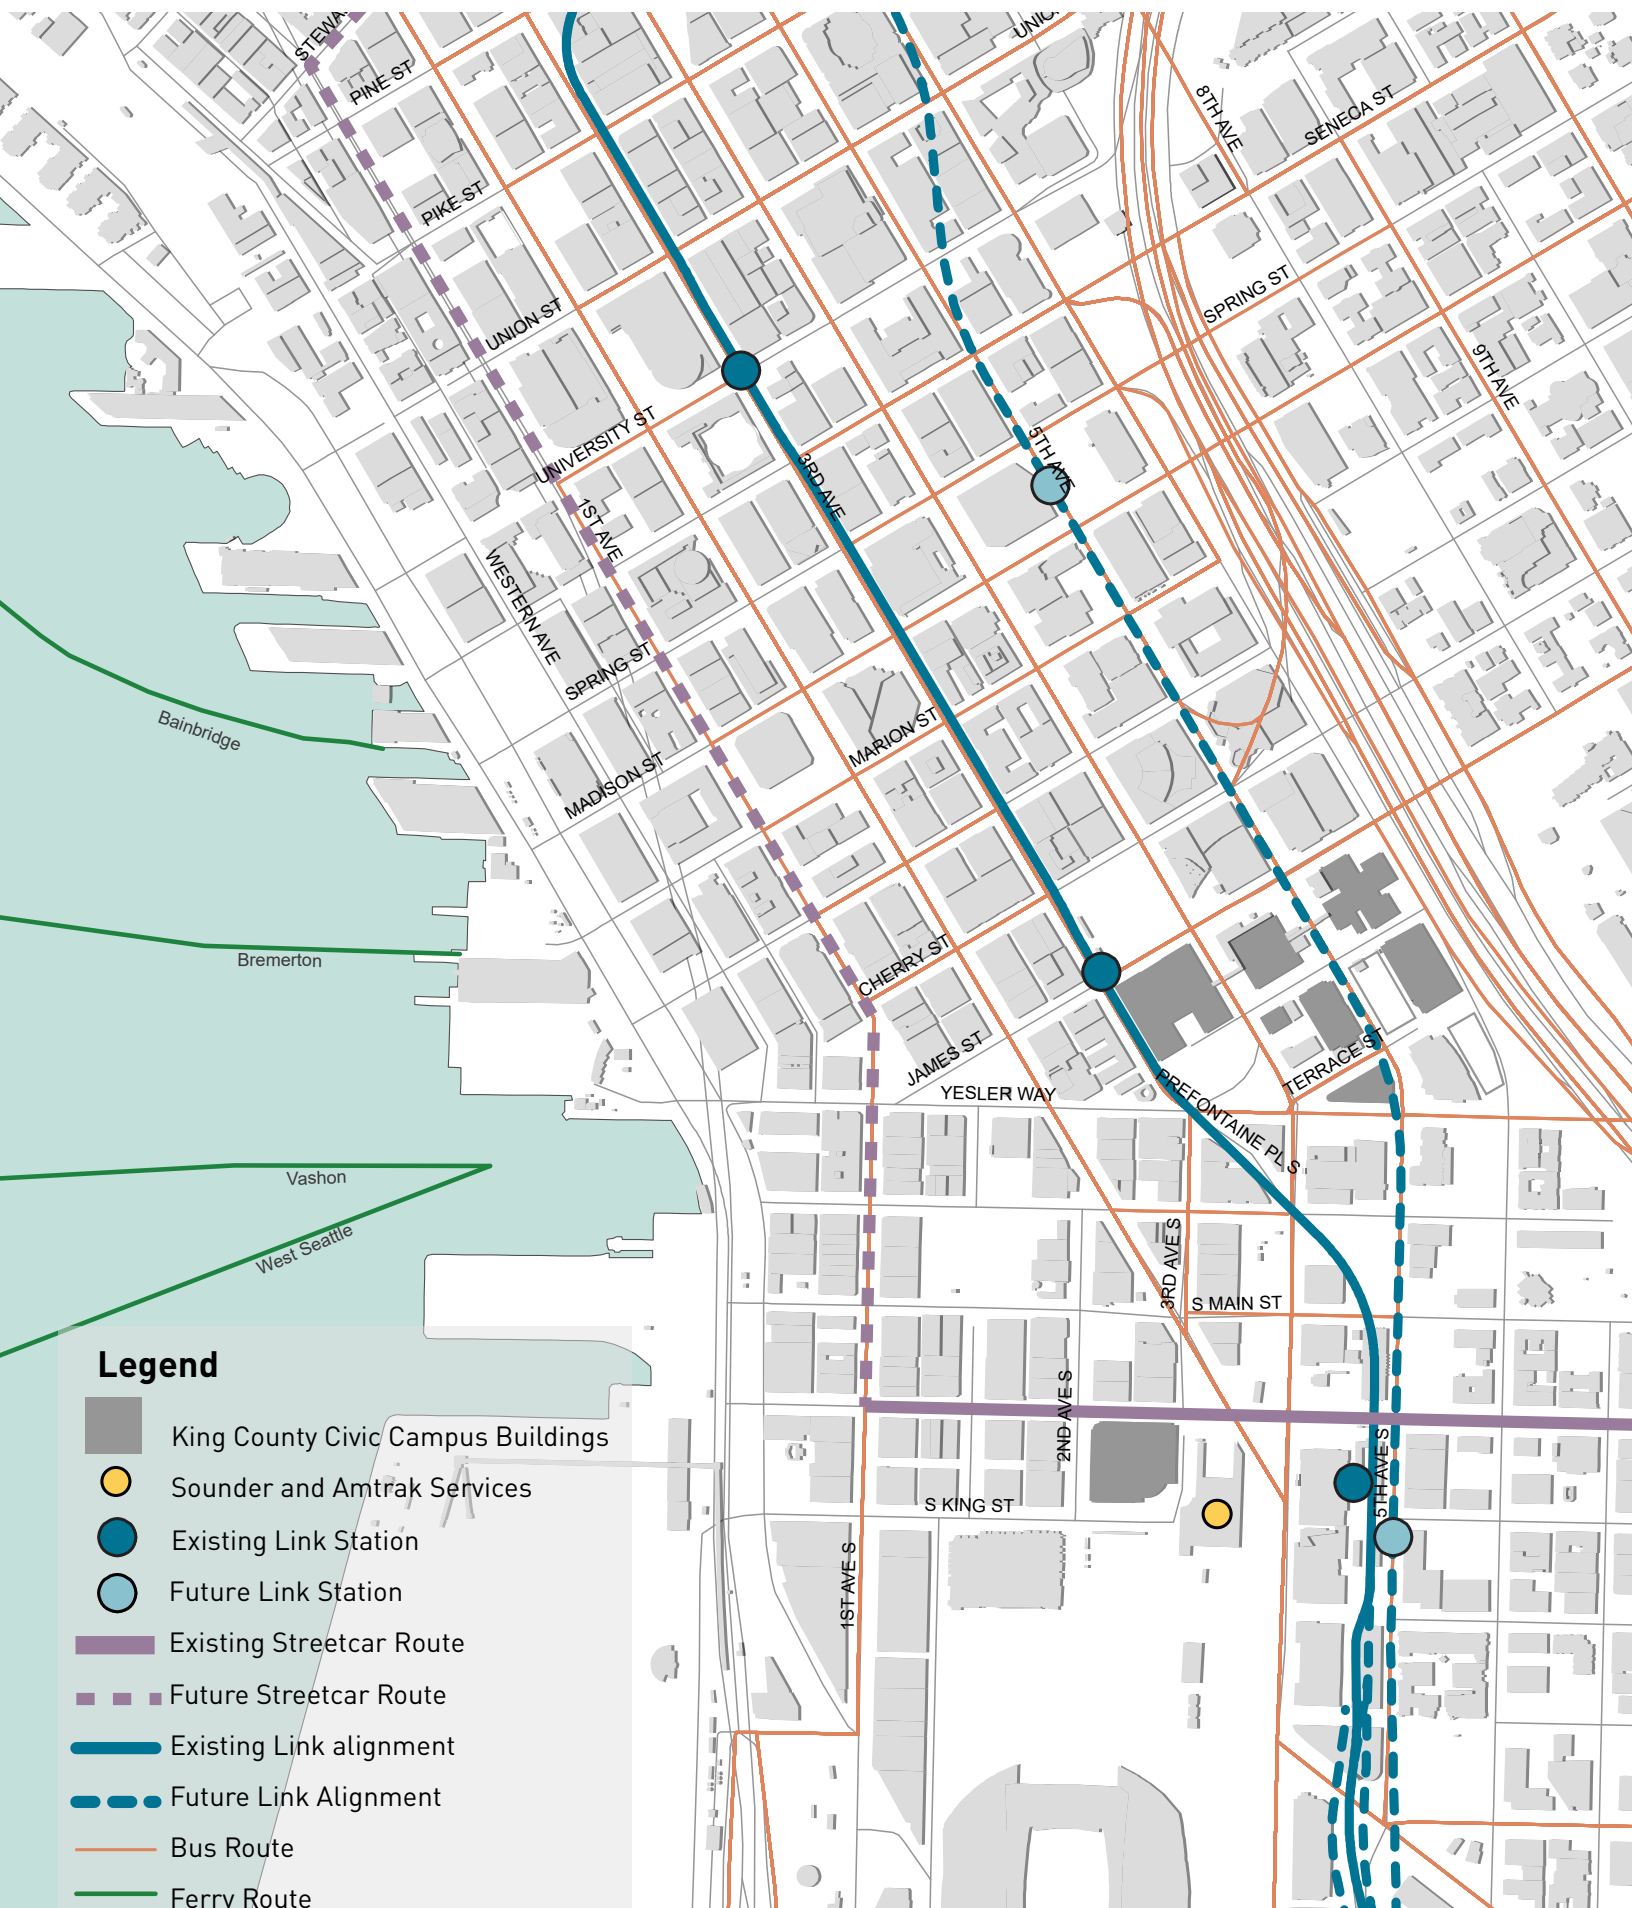 STEWA
UNIO
PINE ST
8TH AVE
SENECA ST
PIKE ST
SPRING ST
UNION ST
9TH AVE
UNIVERSITY ST
5TH AVE
3RD AVE
1ST AVE
WESTERN AVE
SPRING ST
Bainbridge
MARION ST
MADISON ST
CHERRY ST
Bremerton
JAMES ST
TERRACE ST
YESLER WAY
PREFONTAINE PL S
Vashon
West Seattle
3RD AVE S
S MAIN ST
2ND AVE S
5TH AVE S
S KING ST
1ST AVE S
Legend
King County Civic Campus Buildings
Sounder and Amtrak Services
Existing Link Station
Future Link Station
Existing Streetcar Route
Future Streetcar Route
Existing Link alignment
Future Link Alignment
Bus Route
Ferry Route